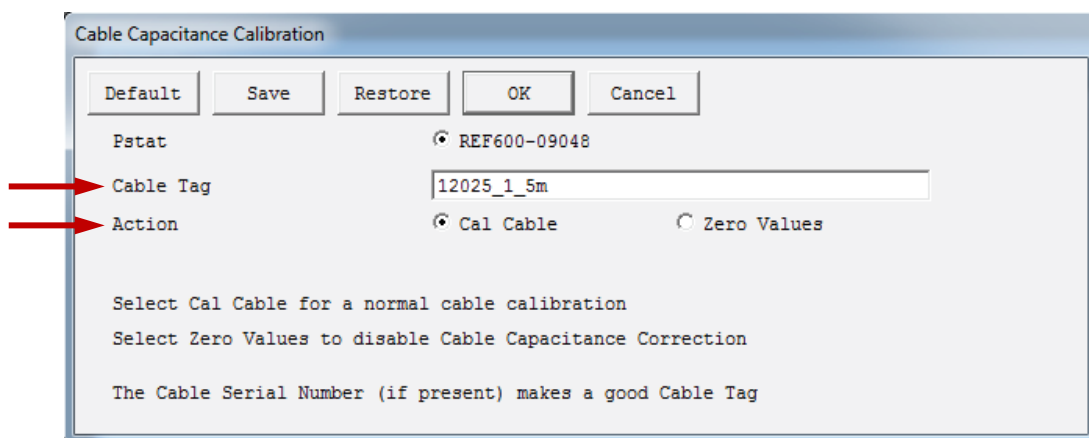 Cable Capacitance Calibration
Default Save Restore OK Cancel
Pstat REF600-09048
Cable Tag 12025_1_5m
Action Cal Cable Zero Values
Select Cal Cable for a normal cable calibration
Select Zero Values to disable Cable Capacitance Correction
The Cable Serial Number (if present) makes a good Cable Tag